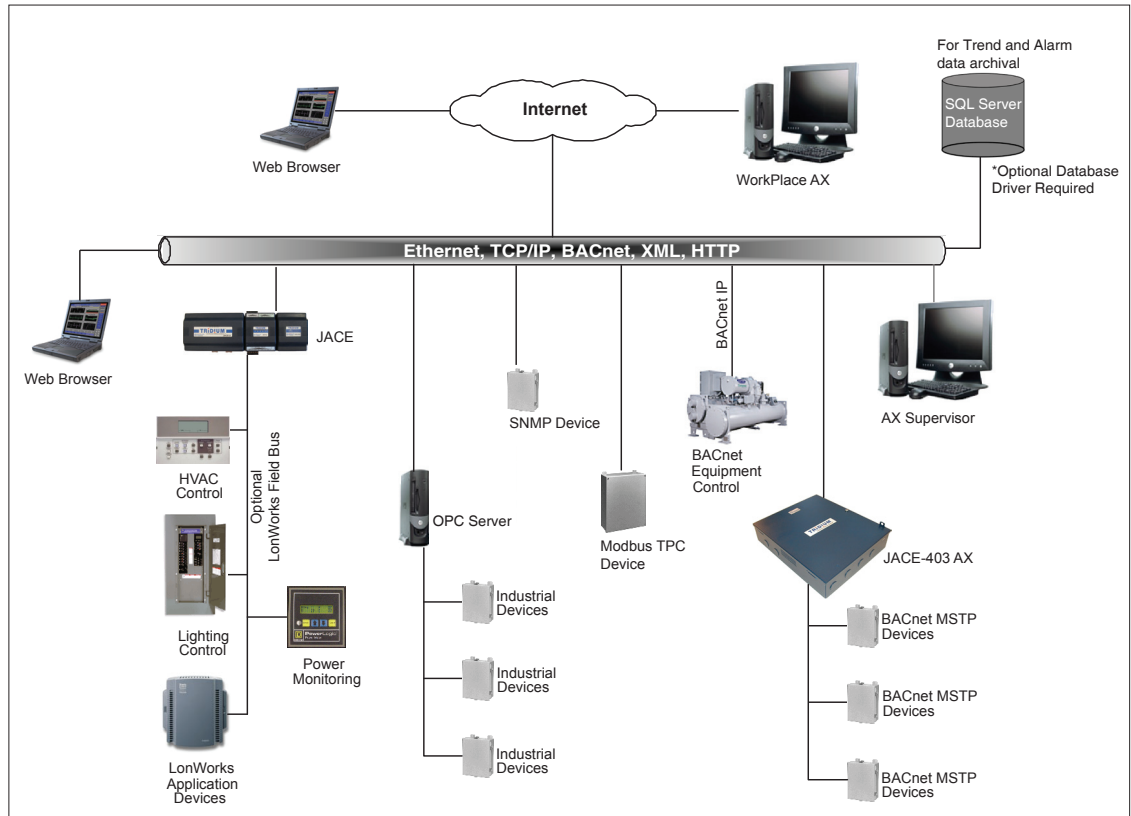 For Trend and Alarm
data archival
SQL Server
Database
*Optional Database
Driver Required
Internet
Web Browser
WorkPlace AX
Ethernet, TCP/IP, BACnet, XML, HTTP
Web Browser
TRIDIUM
JACE
BACnet IP
SNMP Device
AX Supervisor
HVAC
Control
Optional
LonWorks Field Bus
BACnet
Equipment
Control
OPC Server
Modbus TPC
Device
TRIDIUM
JACE-403 AX
Lighting
Control
PowerLogic
Power
Monitoring
Industrial
Devices
Industrial
Devices
Industrial
Devices
BACnet MSTP
Devices
BACnet MSTP
Devices
BACnet MSTP
Devices
LonWorks
Application
Devices